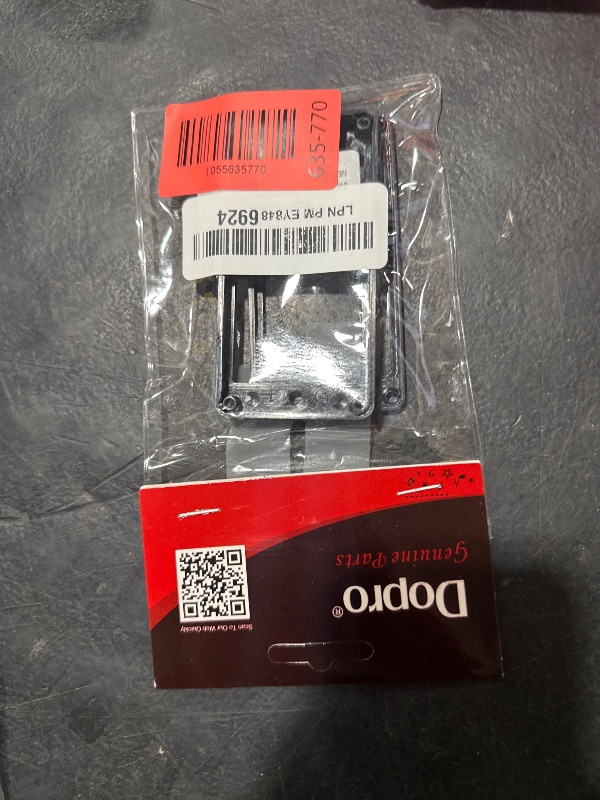 635-770
1055635770
LPN PM EY848 6924
Genuine Parts
Dopro®
Scan To Our Web Quickly